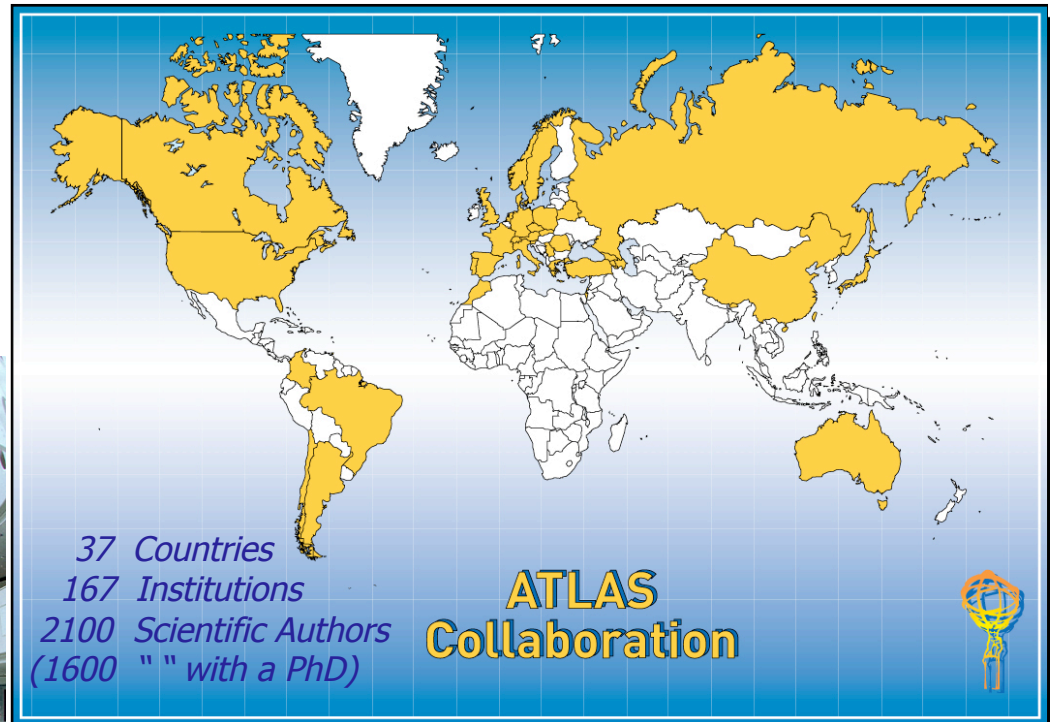 37 Countries
167 Institutions
2100 Scientific Authors
(1600 “ “ with a PhD)
ATLAS
Collaboration